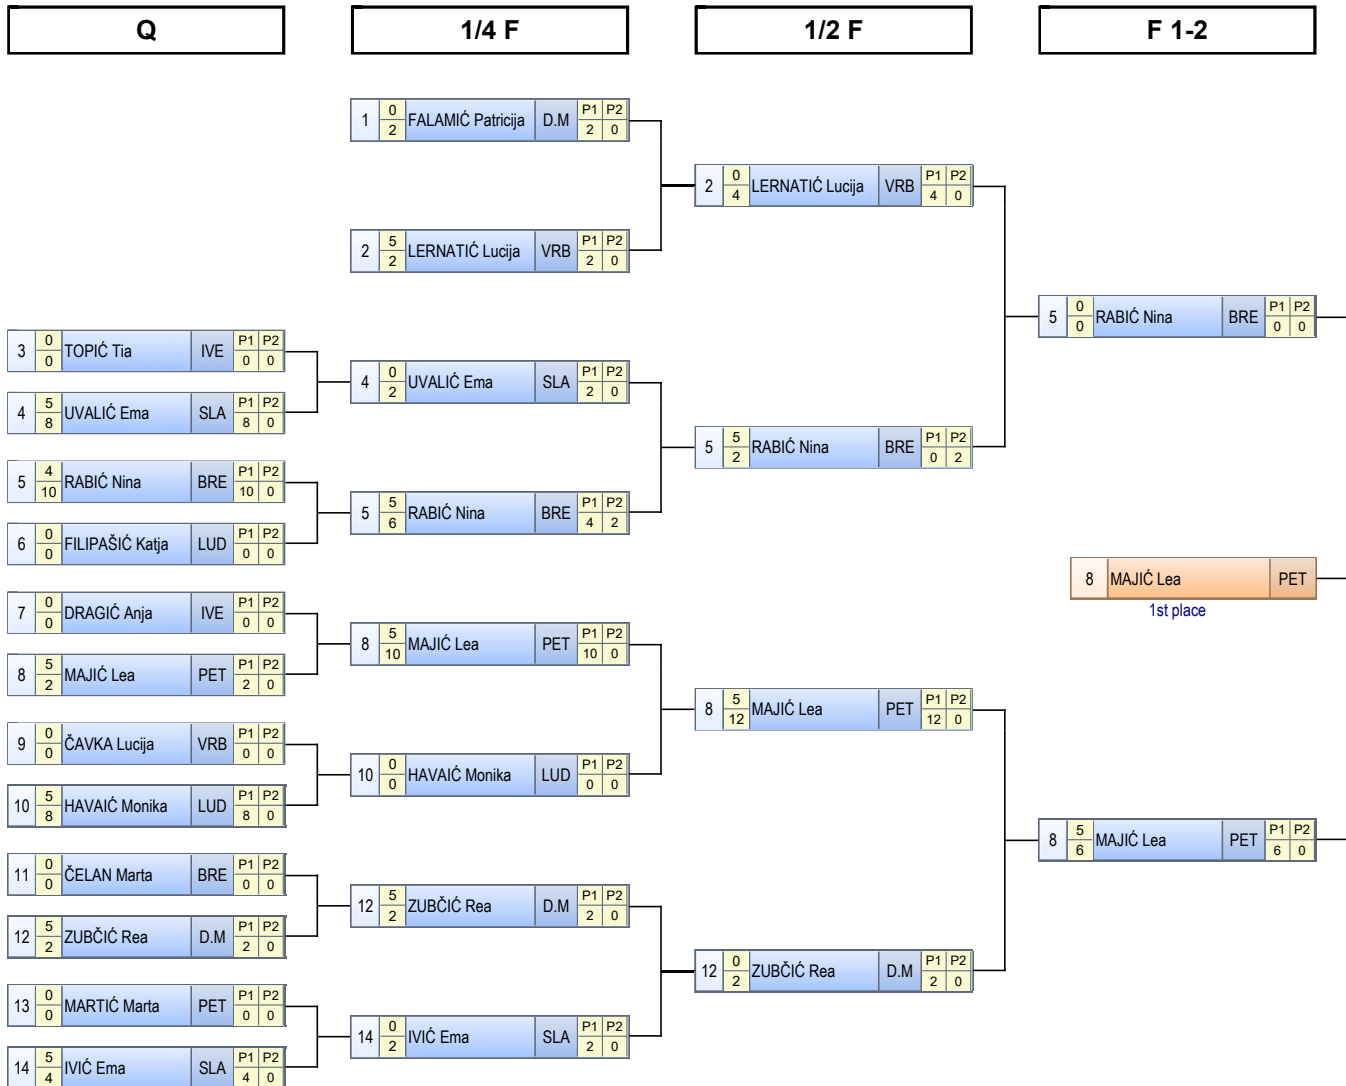 Q
1/4 F
1/2 F
F 1-2
1 0 2 FALAMIĆ Patricija D.M P1 P2 2 0
2 5 2 LERNATIĆ Lucija VRB P1 P2 2 0
2 0 4 LERNATIĆ Lucija VRB P1 P2 4 0
3 0 0 TOPIĆ Tia IVE P1 P2 0 0
4 5 8 UVALIĆ Ema SLA P1 P2 8 0
4 0 2 UVALIĆ Ema SLA P1 P2 2 0
5 4 10 RABIĆ Nina BRE P1 P2 10 0
6 0 0 FILIPAŠIĆ Katja LUD P1 P2 0 0
5 5 6 RABIĆ Nina BRE P1 P2 4 2
5 5 2 RABIĆ Nina BRE P1 P2 0 2
5 0 0 RABIĆ Nina BRE P1 P2 0 0
7 0 0 DRAGIĆ Anja IVE P1 P2 0 0
8 5 2 MAJIĆ Lea PET P1 P2 2 0
8 5 10 MAJIĆ Lea PET P1 P2 10 0
8 MAJIĆ Lea PET
1st place
9 0 0 ČAVKA Lucija VRB P1 P2 0 0
10 5 8 HAVAIĆ Monika LUD P1 P2 8 0
10 0 0 HAVAIĆ Monika LUD P1 P2 0 0
8 5 12 MAJIĆ Lea PET P1 P2 12 0
8 5 6 MAJIĆ Lea PET P1 P2 6 0
11 0 0 ČELAN Marta BRE P1 P2 0 0
12 5 2 ZUBČIĆ Rea D.M P1 P2 2 0
12 5 2 ZUBČIĆ Rea D.M P1 P2 2 0
12 0 2 ZUBČIĆ Rea D.M P1 P2 2 0
13 0 0 MARTIĆ Marta PET P1 P2 0 0
14 5 4 IVIĆ Ema SLA P1 P2 4 0
14 0 2 IVIĆ Ema SLA P1 P2 2 0